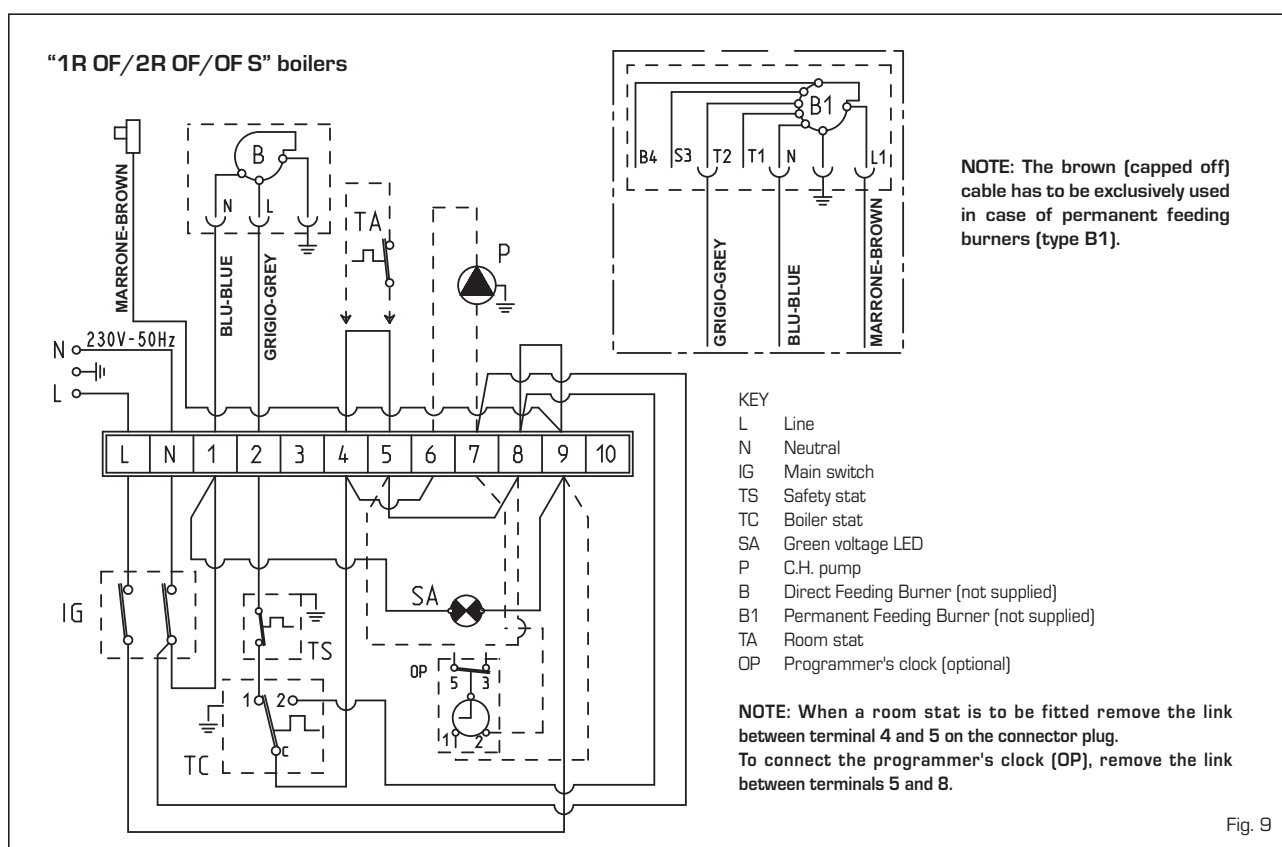 “1R OF/2R OF/OF S” boilers
MARRONE-BROWN
B
N L
BLU-BLUE
GRIGIO-GREY
TA
P
B1
B4 S3 T2 T1 N L1
GRIGIO-GREY
BLU-BLUE
MARRONE-BROWN
NOTE: The brown (capped off)
cable has to be exclusively used
in case of permanent feeding
burners (type B1).
N 230V-50Hz
L
L N 1 2 3 4 5 6 7 8 9 10
IG
TS
1 2
C
TC
SA
OP
5 3
1 2
KEY
L Line
N Neutral
IG Main switch
TS Safety stat
TC Boiler stat
SA Green voltage LED
P C.H. pump
B Direct Feeding Burner (not supplied)
B1 Permanent Feeding Burner (not supplied)
TA Room stat
OP Programmer's clock (optional)
NOTE: When a room stat is to be fitted remove the link
between terminal 4 and 5 on the connector plug.
To connect the programmer's clock (OP), remove the link
between terminals 5 and 8.
Fig. 9